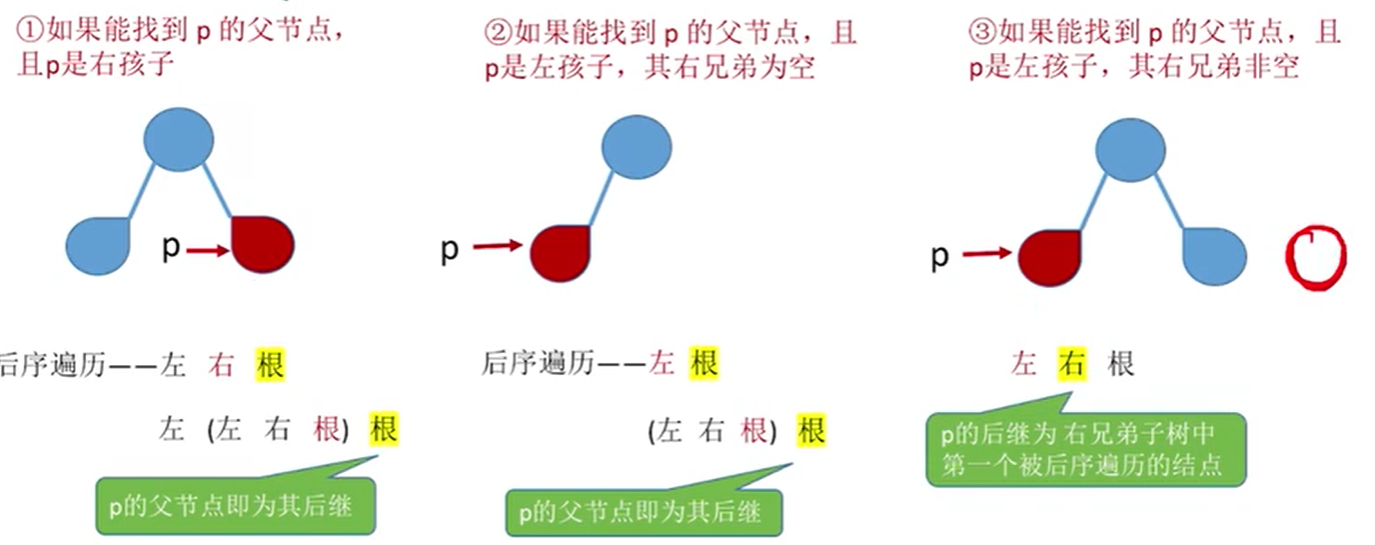 ①如果能找到 p 的父节点，
且p是右孩子
p
后序遍历——左 右 根
左 (左 右 根) 根
p的父节点即为其后继
②如果能找到 p 的父节点，且
p是左孩子，其右兄弟为空
p
后序遍历——左 根
(左 右 根) 根
p的父节点即为其后继
③如果能找到 p 的父节点，且
p是左孩子，其右兄弟非空
p
左 右 根
p的后继为 右兄弟子树中
第一个被后序遍历的结点